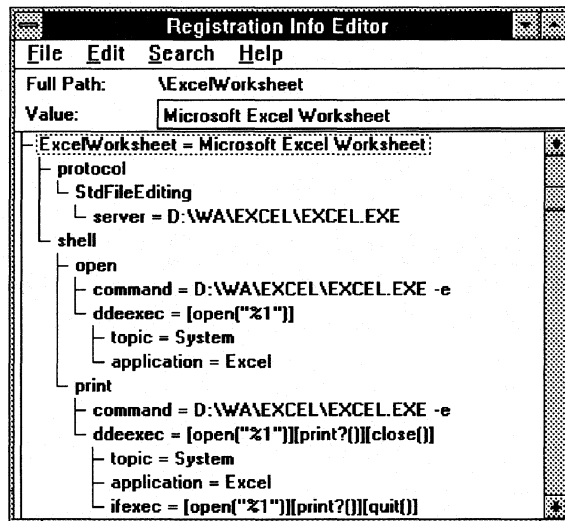 Registration Info Editor
File Edit Search Help
Full Path: \ExcelWorksheet
Value: Microsoft Excel Worksheet
ExcelWorksheet = Microsoft Excel Worksheet
protocol
StdFileEditing
server = D:\WA\EXCEL\EXCEL.EXE
shell
open
command = D:\WA\EXCEL\EXCEL.EXE -e
ddeexec = [open("%1")]
topic = System
application = Excel
print
command = D:\WA\EXCEL\EXCEL.EXE -e
ddeexec = [open("%1")][print?()][close()]
topic = System
application = Excel
ifexec = [open("%1")][print?()][quit()]